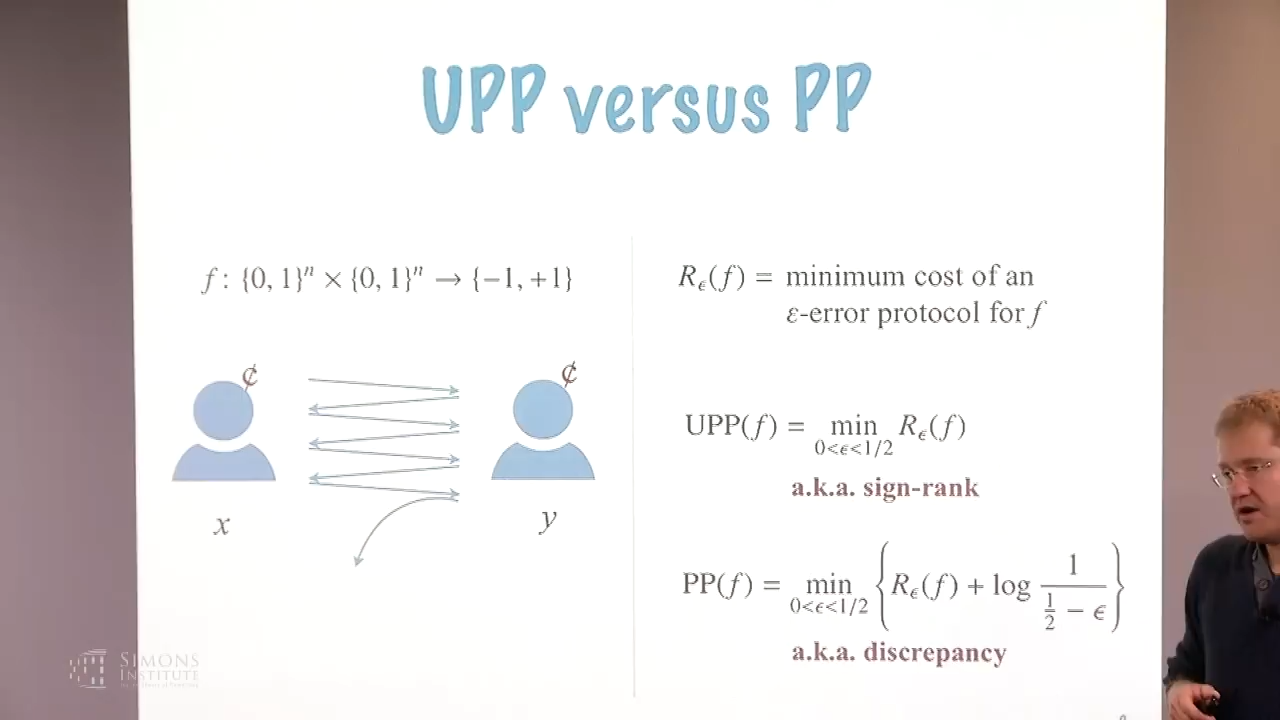 UPP versus PP
f : {0, 1}ⁿ × {0, 1}ⁿ → {−1, +1}
¢ ¢
x y
R_ϵ(f) = minimum cost of an
ε-error protocol for f
UPP(f) = min_{0<ϵ<1/2} R_ϵ(f)
a.k.a. sign-rank
PP(f) = min_{0<ϵ<1/2} { R_ϵ(f) + log 1/(1/2 − ϵ) }
a.k.a. discrepancy
SIMONS
INSTITUTE